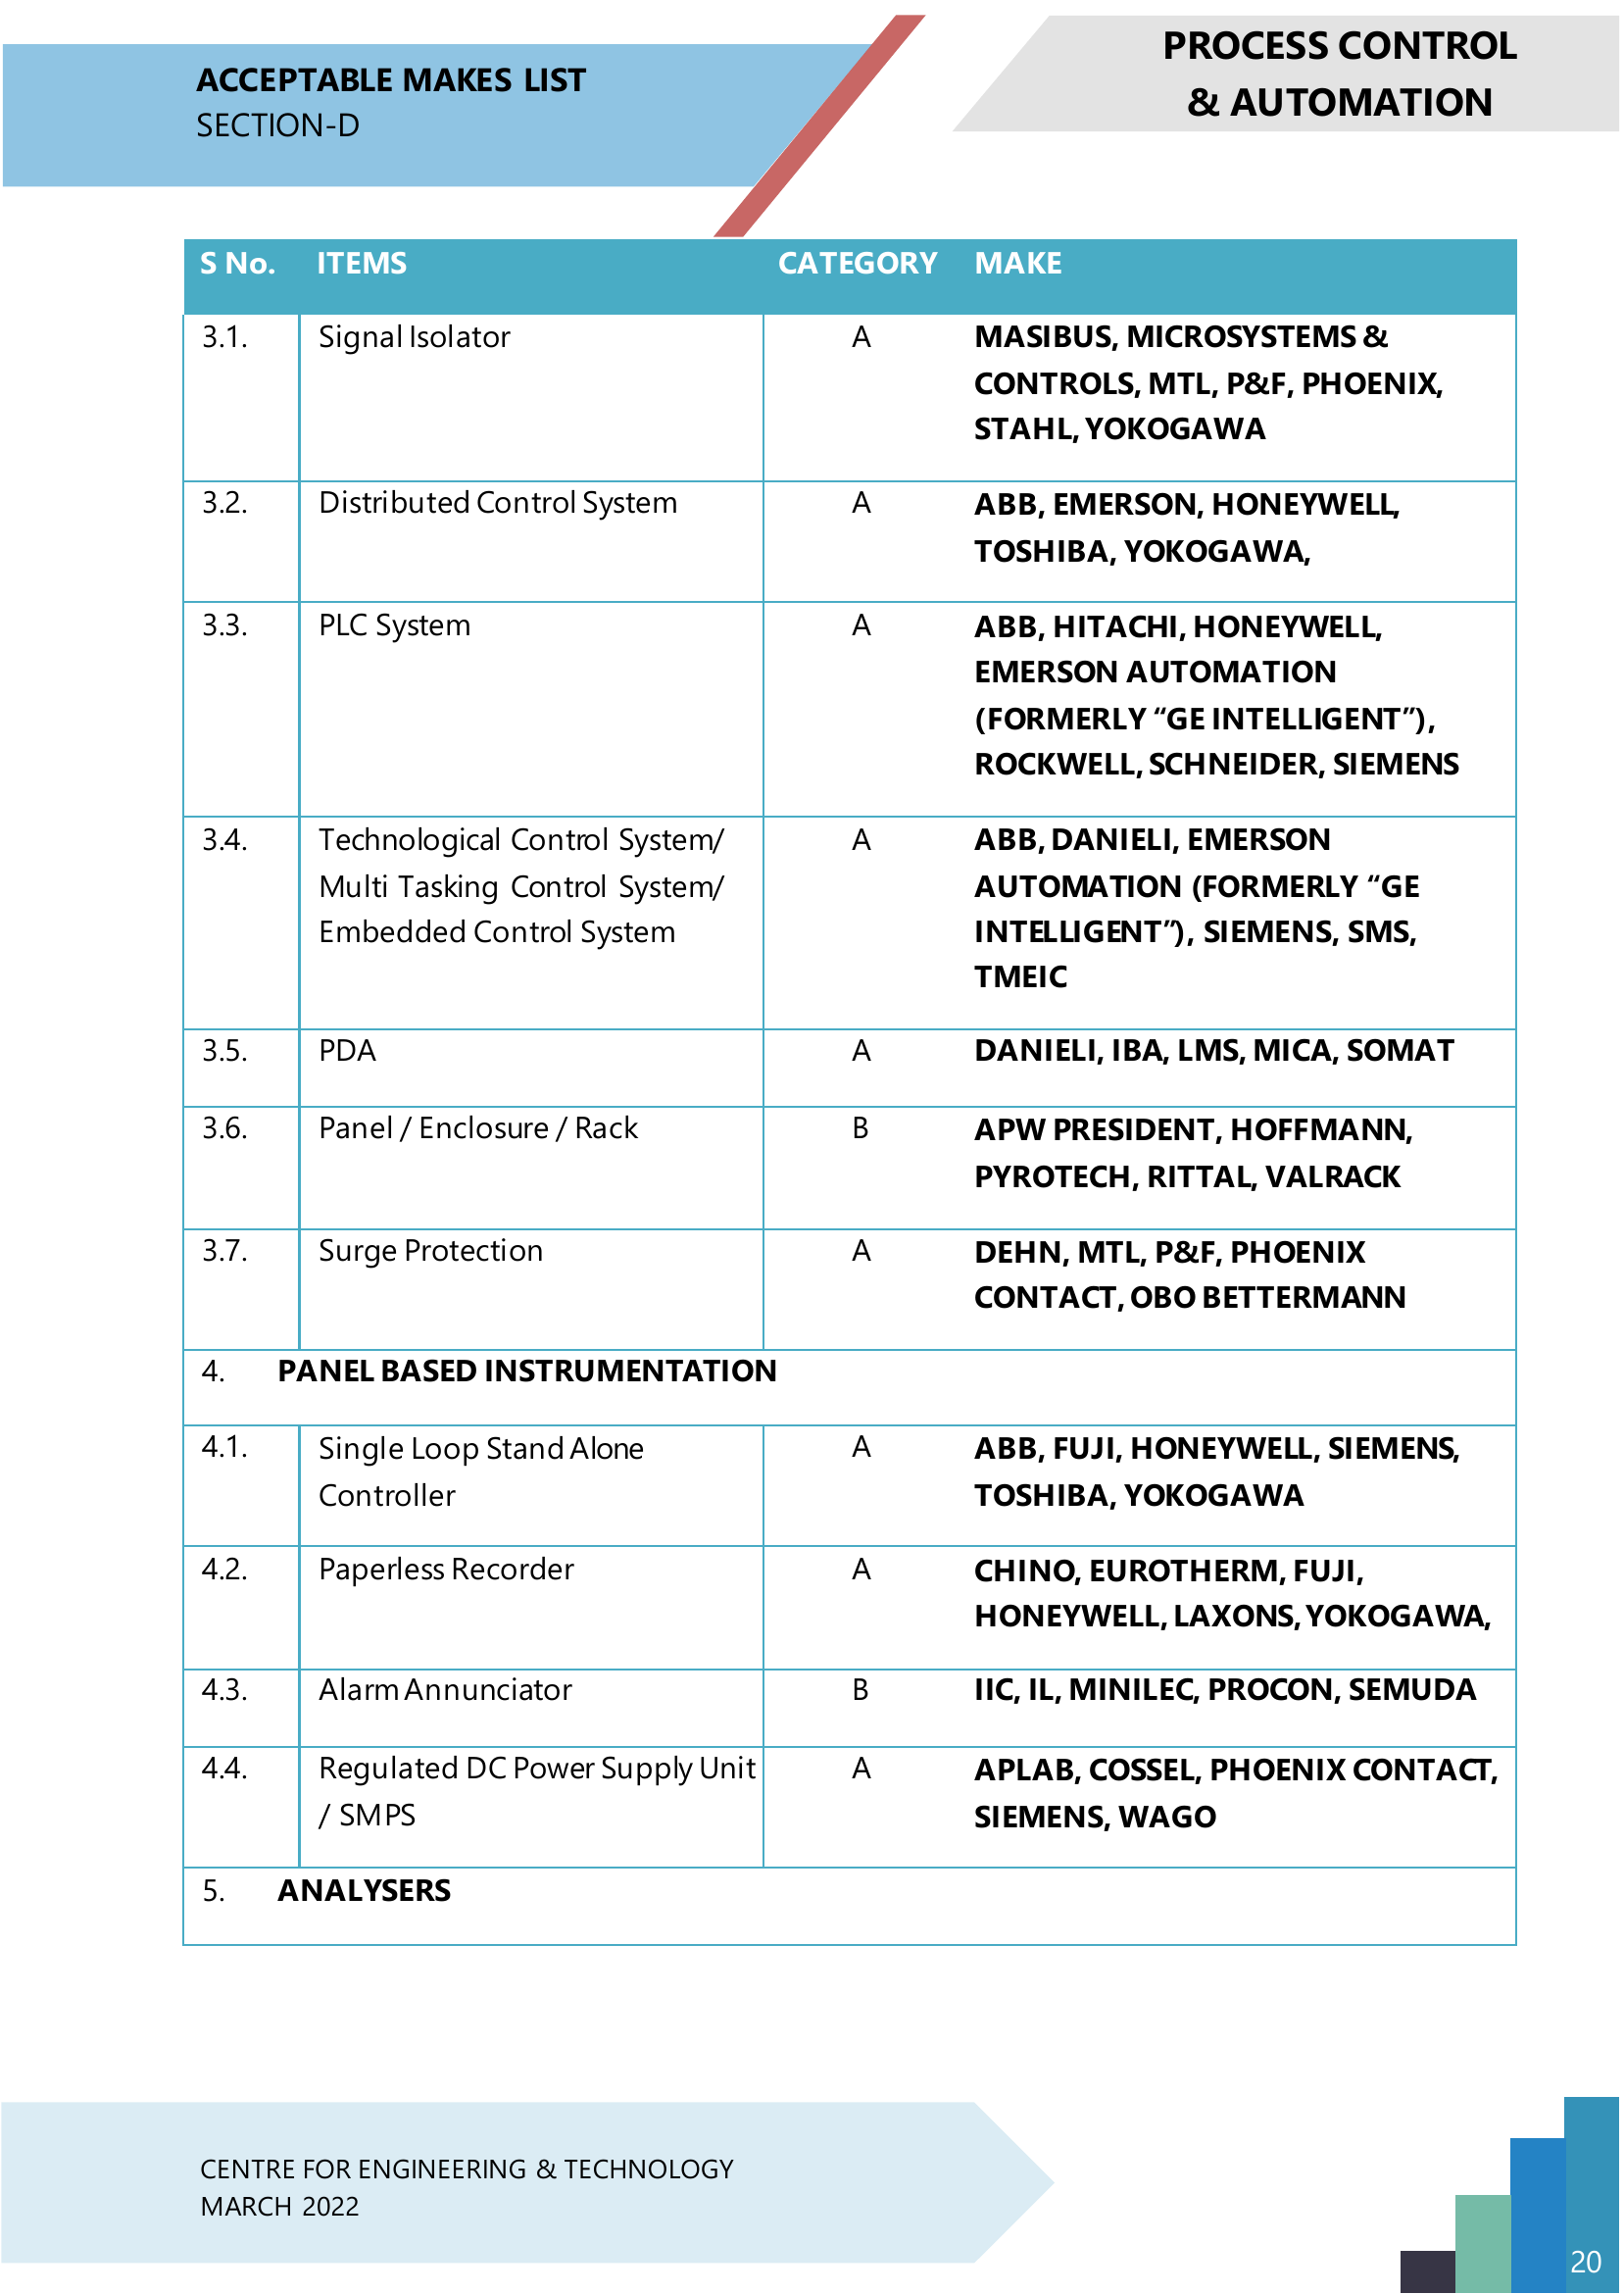 ACCEPTABLE MAKES LIST
SECTION-D
PROCESS CONTROL
& AUTOMATION
S No. ITEMS CATEGORY MAKE
3.1. Signal Isolator A MASIBUS, MICROSYSTEMS &
CONTROLS, MTL, P&F, PHOENIX,
STAHL, YOKOGAWA
3.2. Distributed Control System A ABB, EMERSON, HONEYWELL,
TOSHIBA, YOKOGAWA,
3.3. PLC System A ABB, HITACHI, HONEYWELL,
EMERSON AUTOMATION
(FORMERLY “GE INTELLIGENT”),
ROCKWELL, SCHNEIDER, SIEMENS
3.4. Technological Control System/ A ABB, DANIELI, EMERSON
Multi Tasking Control System/ AUTOMATION (FORMERLY “GE
Embedded Control System INTELLIGENT”), SIEMENS, SMS,
TMEIC
3.5. PDA A DANIELI, IBA, LMS, MICA, SOMAT
3.6. Panel / Enclosure / Rack B APW PRESIDENT, HOFFMANN,
PYROTECH, RITTAL, VALRACK
3.7. Surge Protection A DEHN, MTL, P&F, PHOENIX
CONTACT, OBO BETTERMANN
4. PANEL BASED INSTRUMENTATION
4.1. Single Loop Stand Alone A ABB, FUJI, HONEYWELL, SIEMENS,
Controller TOSHIBA, YOKOGAWA
4.2. Paperless Recorder A CHINO, EUROTHERM, FUJI,
HONEYWELL, LAXONS, YOKOGAWA,
4.3. Alarm Annunciator B IIC, IL, MINILEC, PROCON, SEMUDA
4.4. Regulated DC Power Supply Unit A APLAB, COSSEL, PHOENIX CONTACT,
/ SMPS SIEMENS, WAGO
5. ANALYSERS
CENTRE FOR ENGINEERING & TECHNOLOGY
MARCH 2022
20